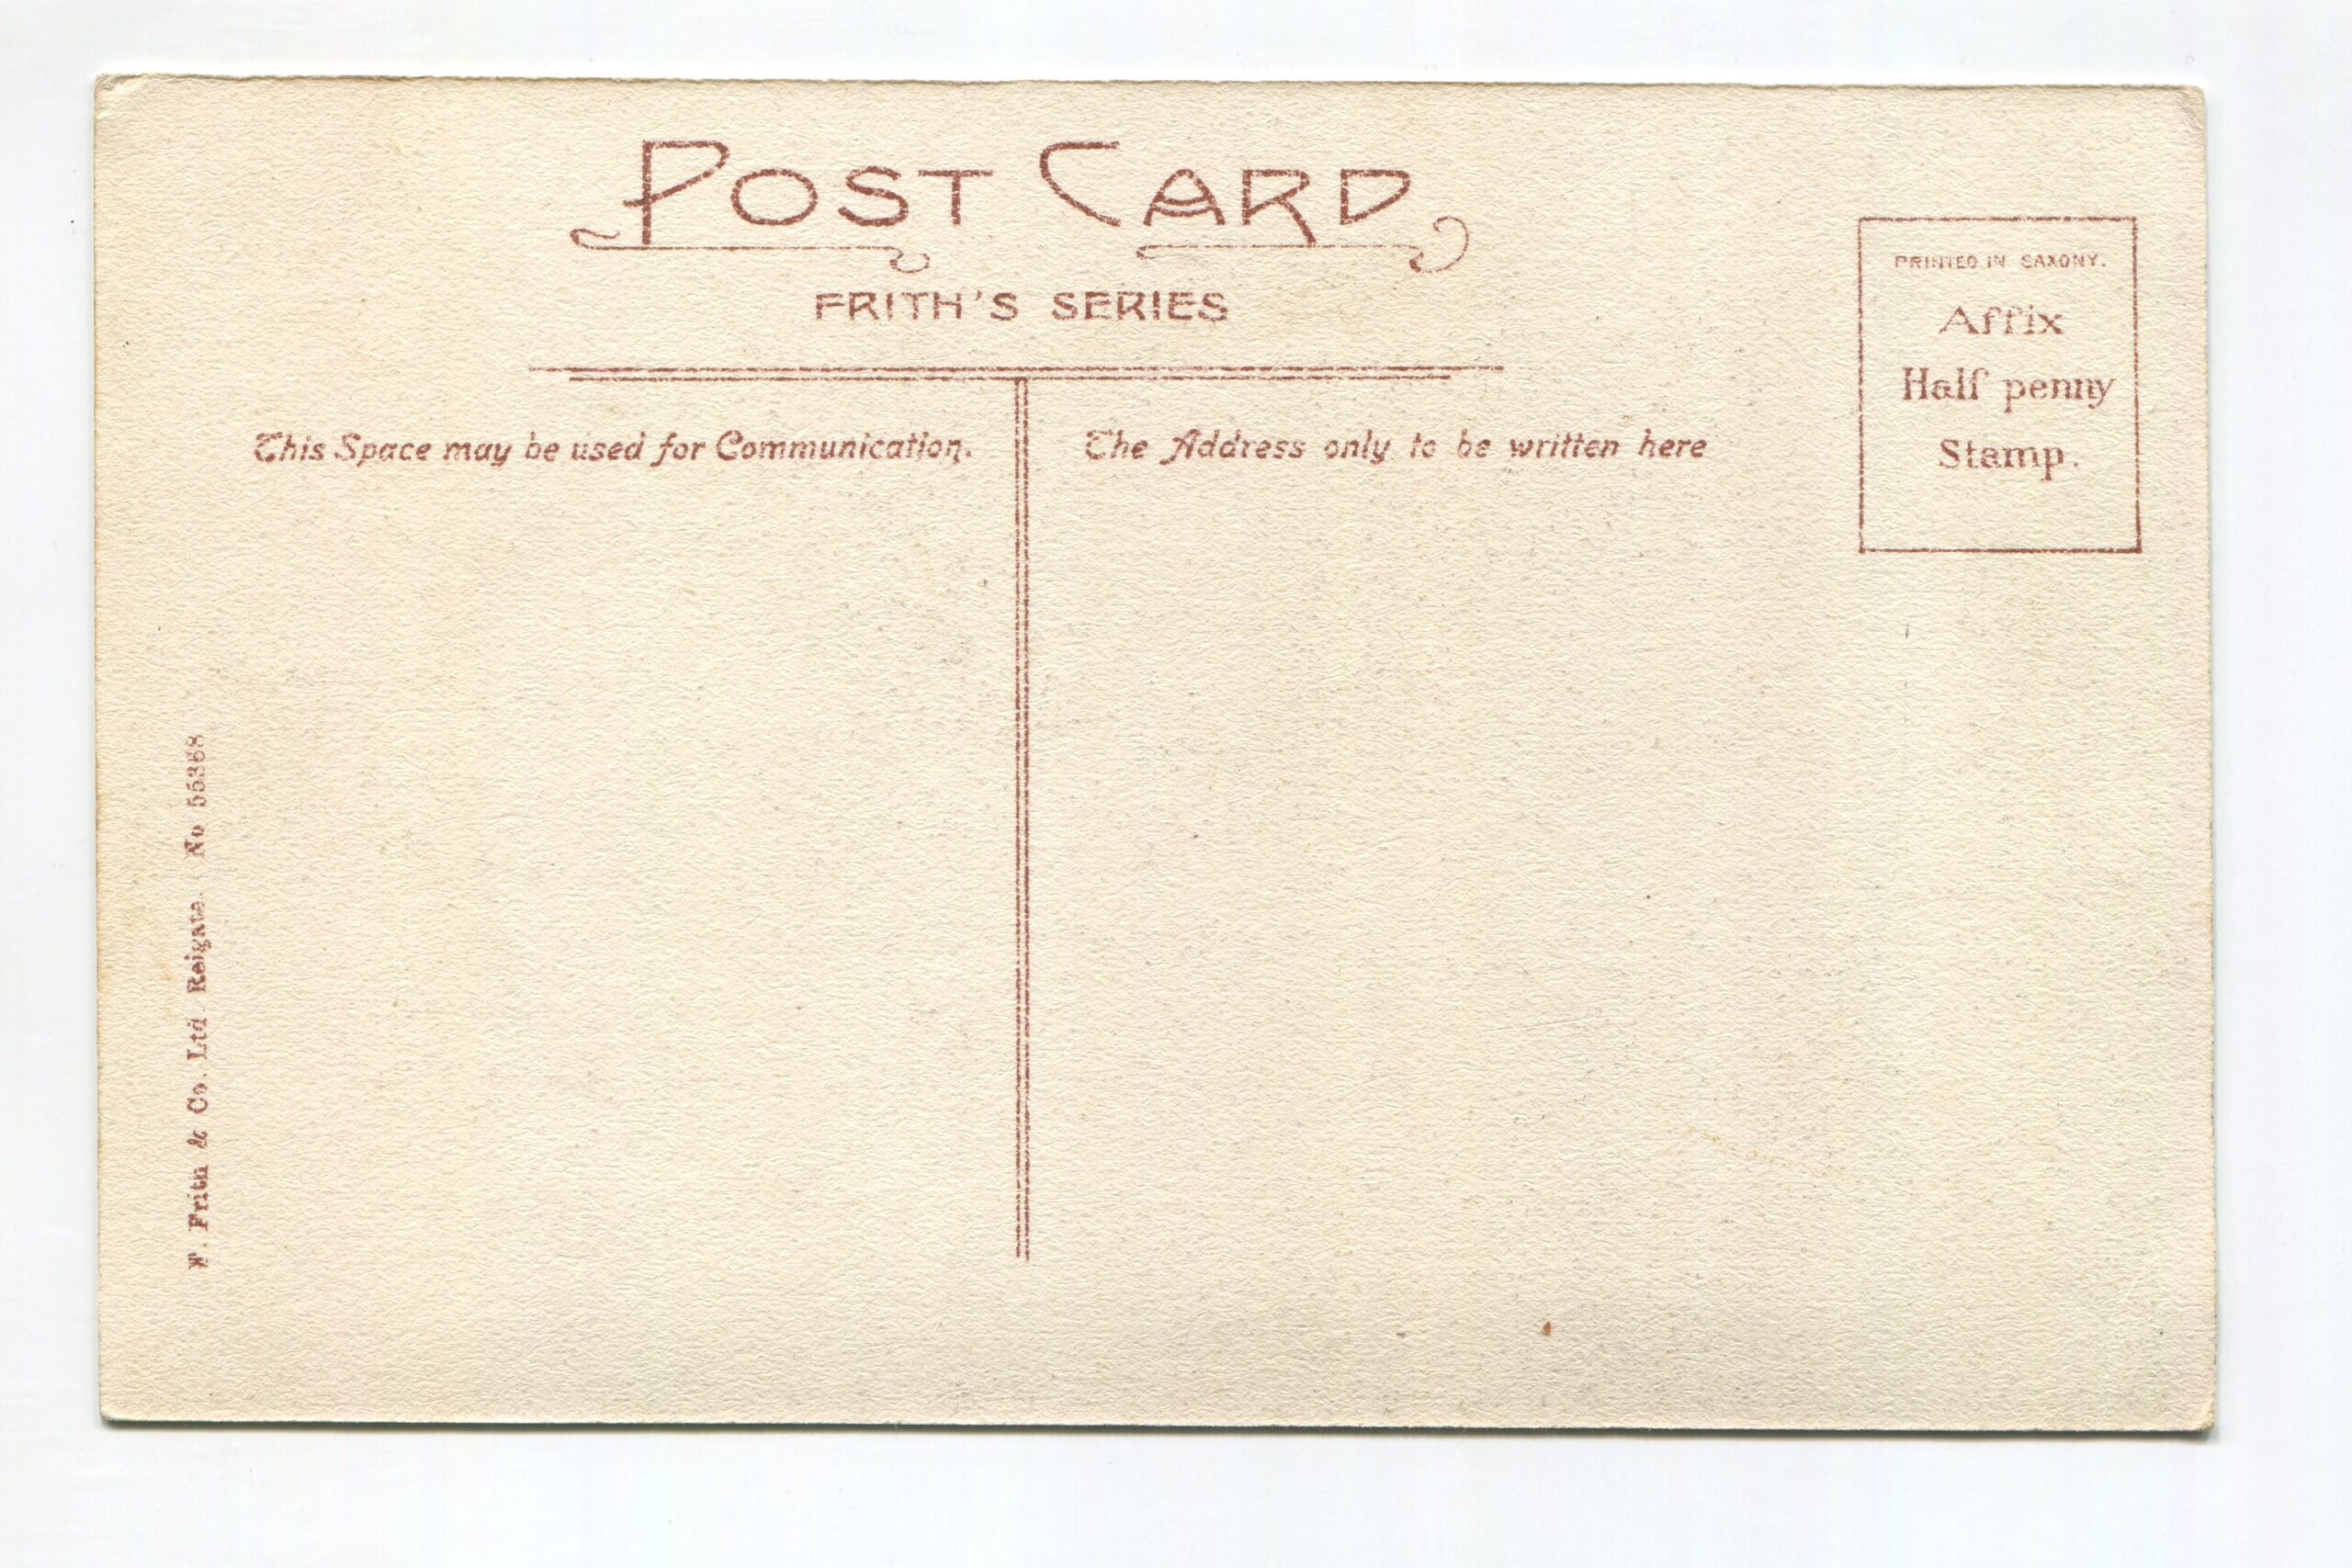 POST CARD
FRITH'S SERIES
This Space may be used for Communication.
The Address only to be written here
PRINTED IN SAXONY.
Affix
Half penny
Stamp.
Frith & Co. Ltd Reigate. No